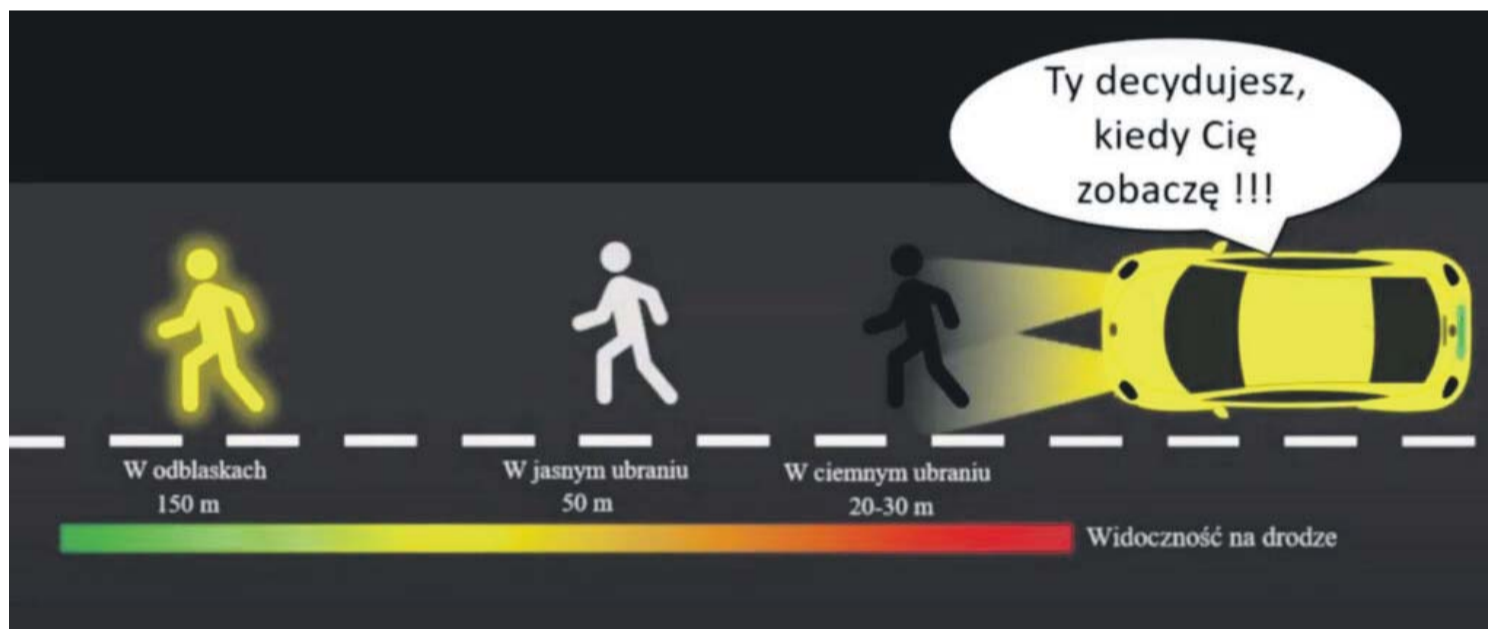 Ty decydujesz,
kiedy Cię
zobaczę !!!
W odblaskach
150 m
W jasnym ubraniu
50 m
W ciemnym ubraniu
20-30 m
Widoczność na drodze